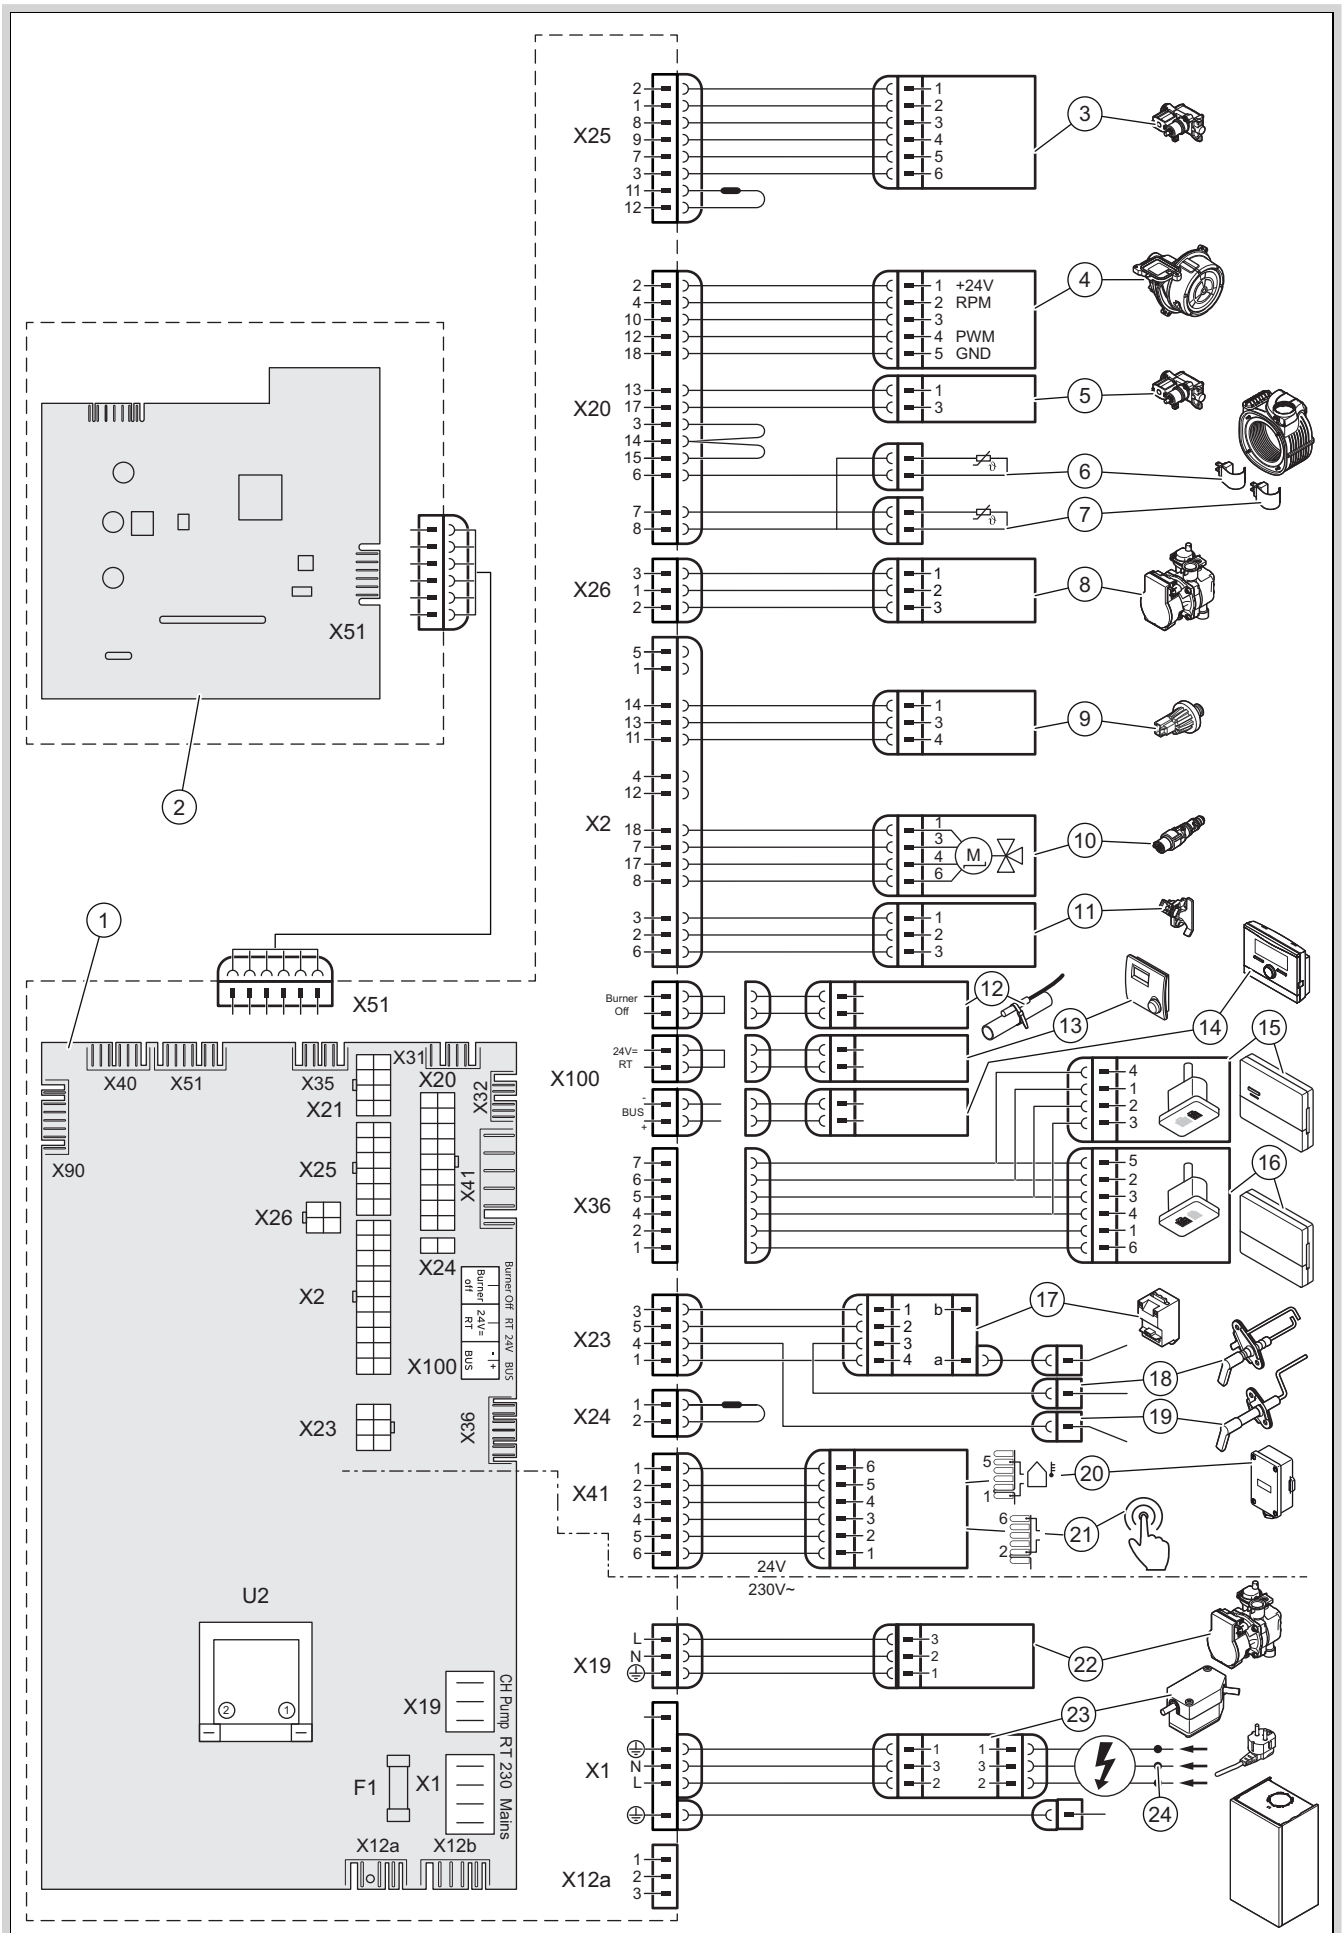 X25
2
1
8
9
7
3
11
12
1
2
3
4
5
6
3
X20
2
4
10
12
18
1 +24V
2 RPM
3
4 PWM
5 GND
4
13
17
3
14
15
6
7
8
1
3
5
ϑ
6
ϑ
7
X26
3
1
2
1
2
3
8
X2
5
1
14
13
11
4
12
18
7
17
8
3
2
6
1
3
4
9
1
3
4
6
M
10
1
2
3
11
X51
2
1
X51
X100
Burner
Off
24V=
RT
-
BUS
+
12
13
14
15
4
1
2
3
X36
7
6
5
4
2
1
5
2
3
4
1
6
16
X23
3
5
4
1
1
2
3
4
b
a
17
18
19
X24
1
2
X41
1
2
3
4
5
6
6
5
4
3
2
1
5
1
20
6
2
21
24V
230V~
X19
L
N
3
2
1
22
X1
N
L
1
3
2
1
3
2
23
24
X12a
1
2
3
X40
X51
X35
X31
X21
X20
X32
X90
X25
X41
X26
X24
X2
Burner
off
24V=
RT
BUS
- +
Burner Off RT 24V BUS
X100
X23
X36
U2
2
1
X19
CH Pump RT 230 Mains
F1
X1
X12a
X12b